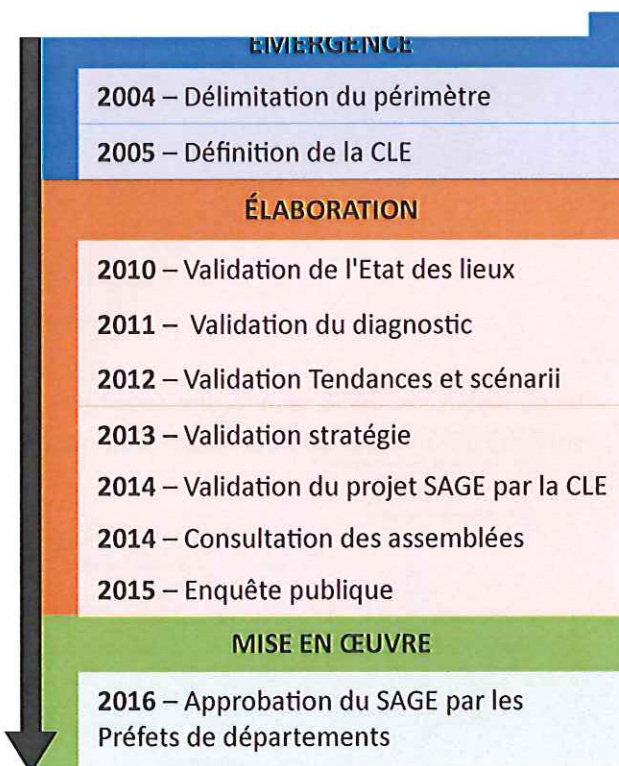 EMERGENCE
2004 – Délimitation du périmètre
2005 – Définition de la CLE
ÉLABORATION
2010 – Validation de l'Etat des lieux
2011 – Validation du diagnostic
2012 – Validation Tendances et scénarii
2013 – Validation stratégie
2014 – Validation du projet SAGE par la CLE
2014 – Consultation des assemblées
2015 – Enquête publique
MISE EN ŒUVRE
2016 – Approbation du SAGE par les
Préfets de départements